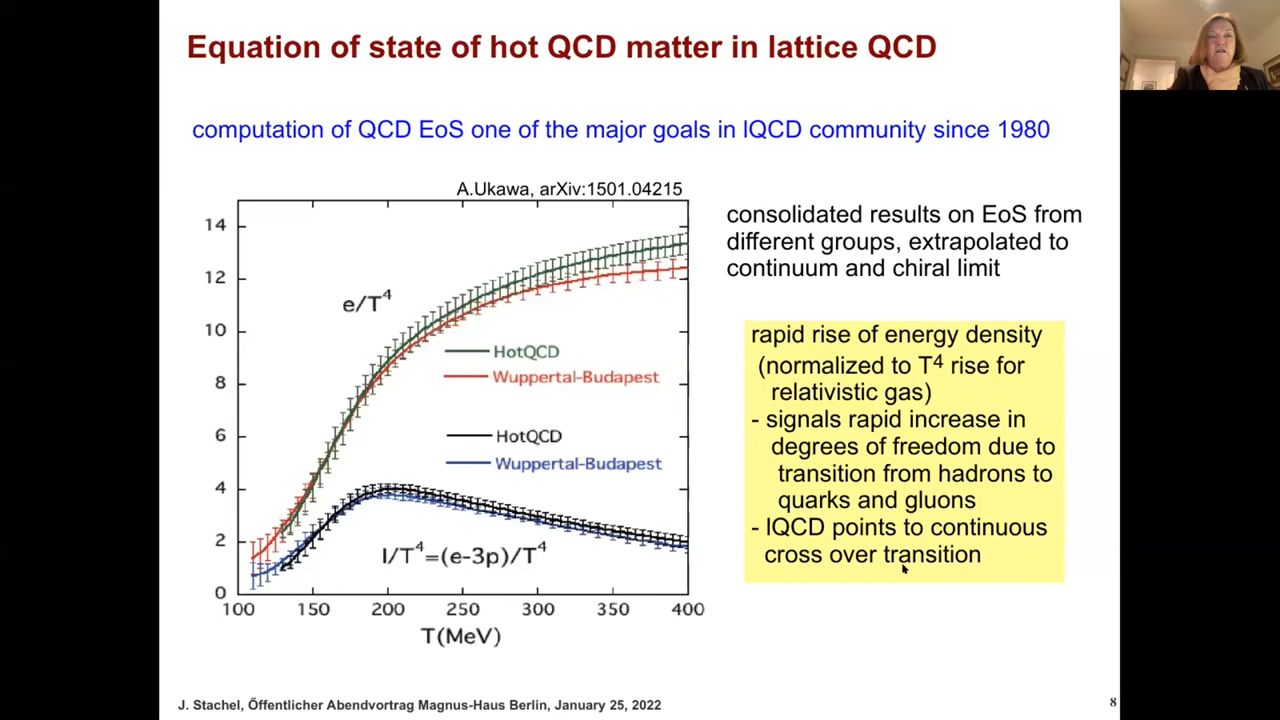 Equation of state of hot QCD matter in lattice QCD
computation of QCD EoS one of the major goals in lQCD community since 1980
A.Ukawa, arXiv:1501.04215
14
12
10
8
6
4
2
0
100 150 200 250 300 350 400
T(MeV)
e/T⁴
HotQCD
Wuppertal-Budapest
HotQCD
Wuppertal-Budapest
I/T⁴=(e-3p)/T⁴
consolidated results on EoS from
different groups, extrapolated to
continuum and chiral limit
rapid rise of energy density
(normalized to T⁴ rise for
relativistic gas)
- signals rapid increase in
degrees of freedom due to
transition from hadrons to
quarks and gluons
- lQCD points to continuous
cross over transition
J. Stachel, Öffentlicher Abendvortrag Magnus-Haus Berlin, January 25, 2022
8